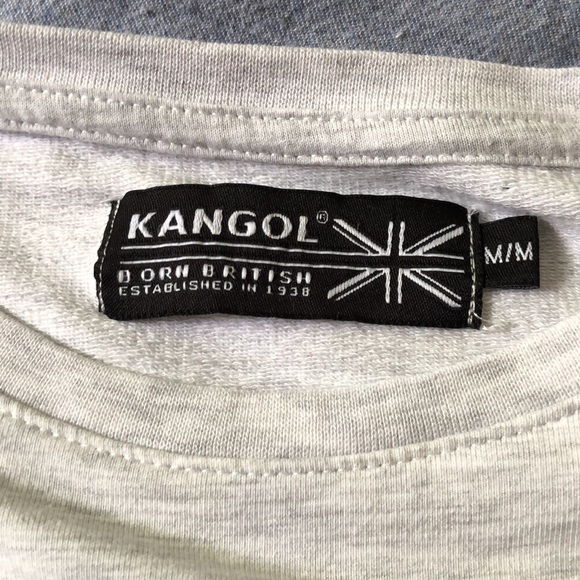 KANGOL®
BORN BRITISH
ESTABLISHED IN 1938
M/M